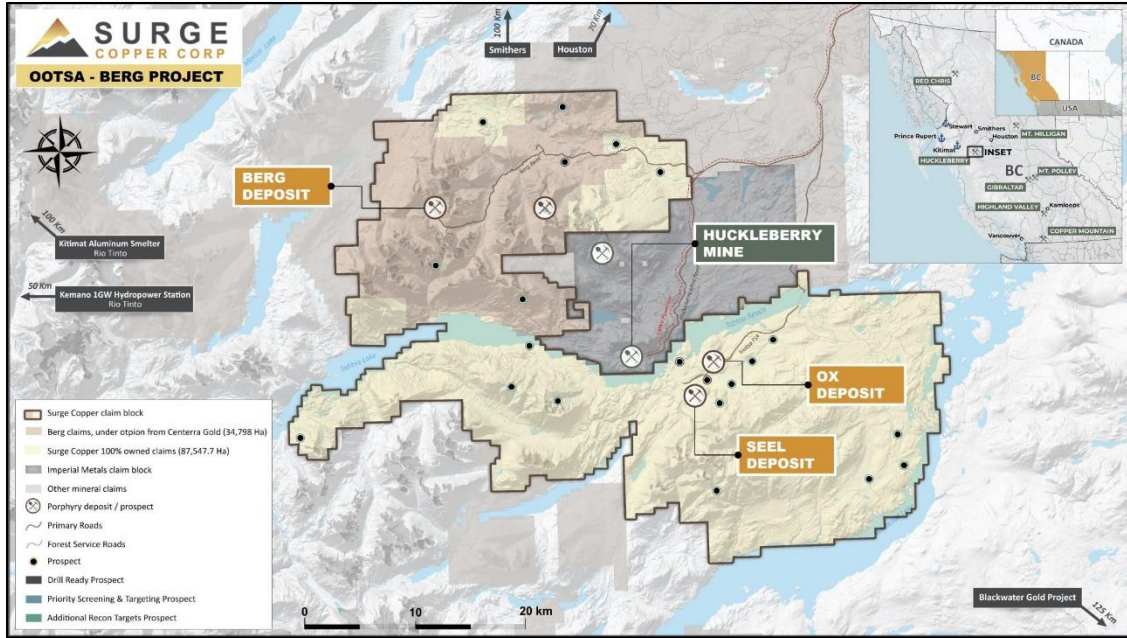 SURGE
COPPER CORP
OOTSA - BERG PROJECT
100 Km
Smithers
70 Km
Houston
CANADA
BC
USA
RED CHRIS
Stewart
Smithers
Houston
MT. MILLIGAN
Prince Rupert
Kitimat
INSET
HUCKLEBERRY
BC
MT. POLLEY
GIBRALTAR
HIGHLAND VALLEY
Kamloops
Vancouver
COPPER MOUNTAIN
BERG
DEPOSIT
Berg Road
100 Km
Kitimat Aluminum Smelter
Rio Tinto
50 Km
Kemano 1GW Hydropower Station
Rio Tinto
HUCKLEBERRY
MINE
Tahtsa Reach
Tahtsa Lake
OX
DEPOSIT
SEEL
DEPOSIT
Surge Copper claim block
Berg claims, under otpion from Centerra Gold (34,798 Ha)
Surge Copper 100% owned claims (87,547.7 Ha)
Imperial Metals claim block
Other mineral claims
Porphyry deposit / prospect
Primary Roads
Forest Service Roads
Prospect
Drill Ready Prospect
Priority Screening & Targeting Prospect
Additional Recon Targets Prospect
0 10 20 km
Blackwater Gold Project
125 Km